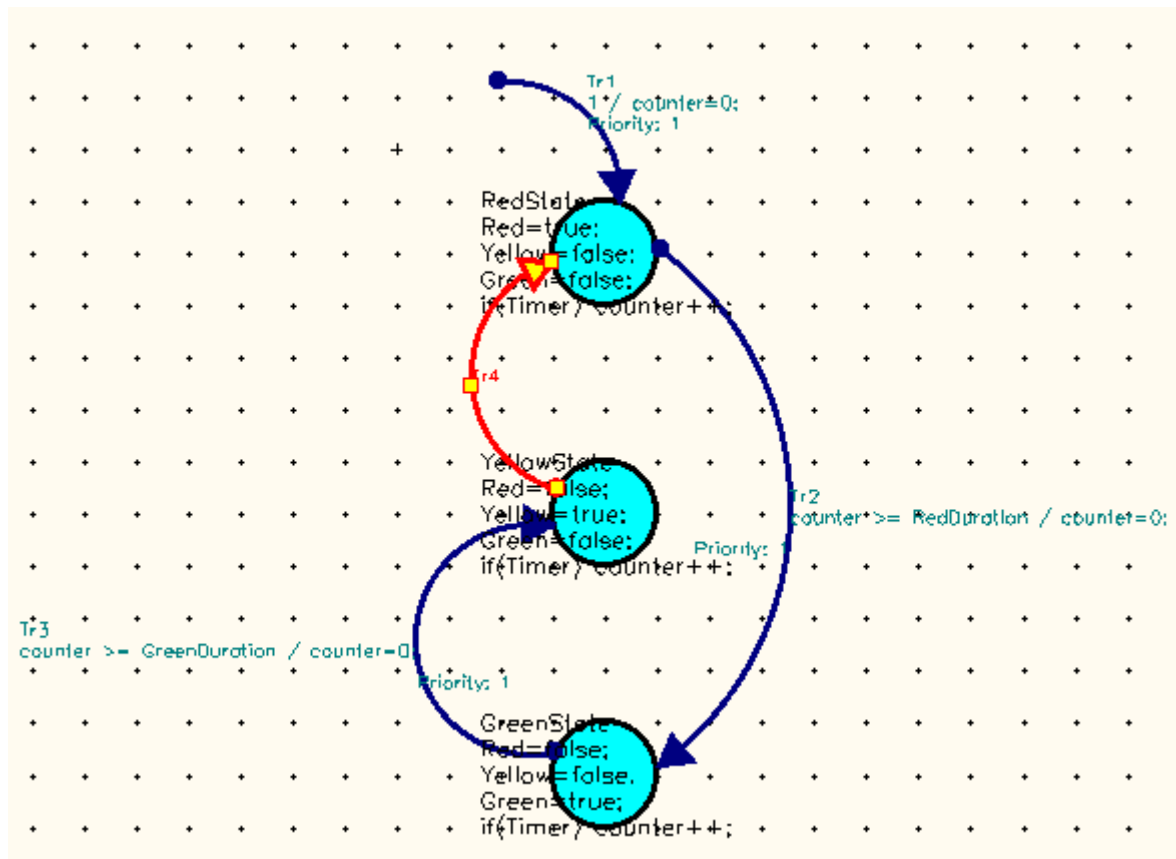 Tr1
1 / counter=0;
Priority: 1
RedState
Red=true;
Yellow=false;
Green=false;
if(Timer) counter++;
Tr4
YellowState
Red=false;
Yellow=true;
Green=false;
if(Timer) counter++;
Tr2
counter >= RedDuration / counter=0;
Priority: 1
Tr3
counter >= GreenDuration / counter=0;
Priority: 1
GreenState
Red=false;
Yellow=false;
Green=true;
if(Timer) counter++;